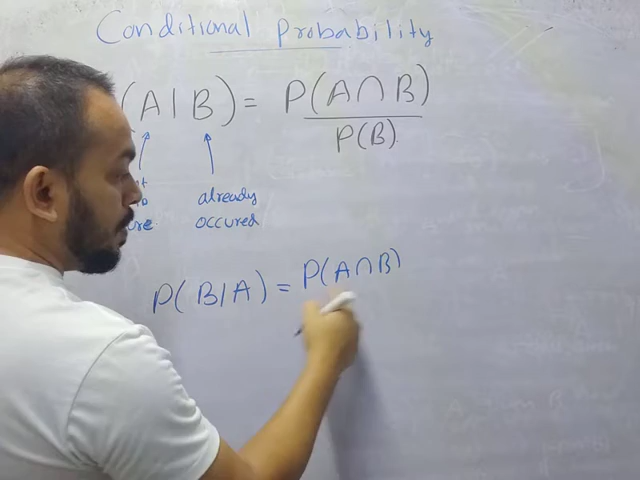 Conditional Probability
(A | B) = P(A ∩ B)
P(B).
already
occured
P( B/A) = P(A ∩ B)